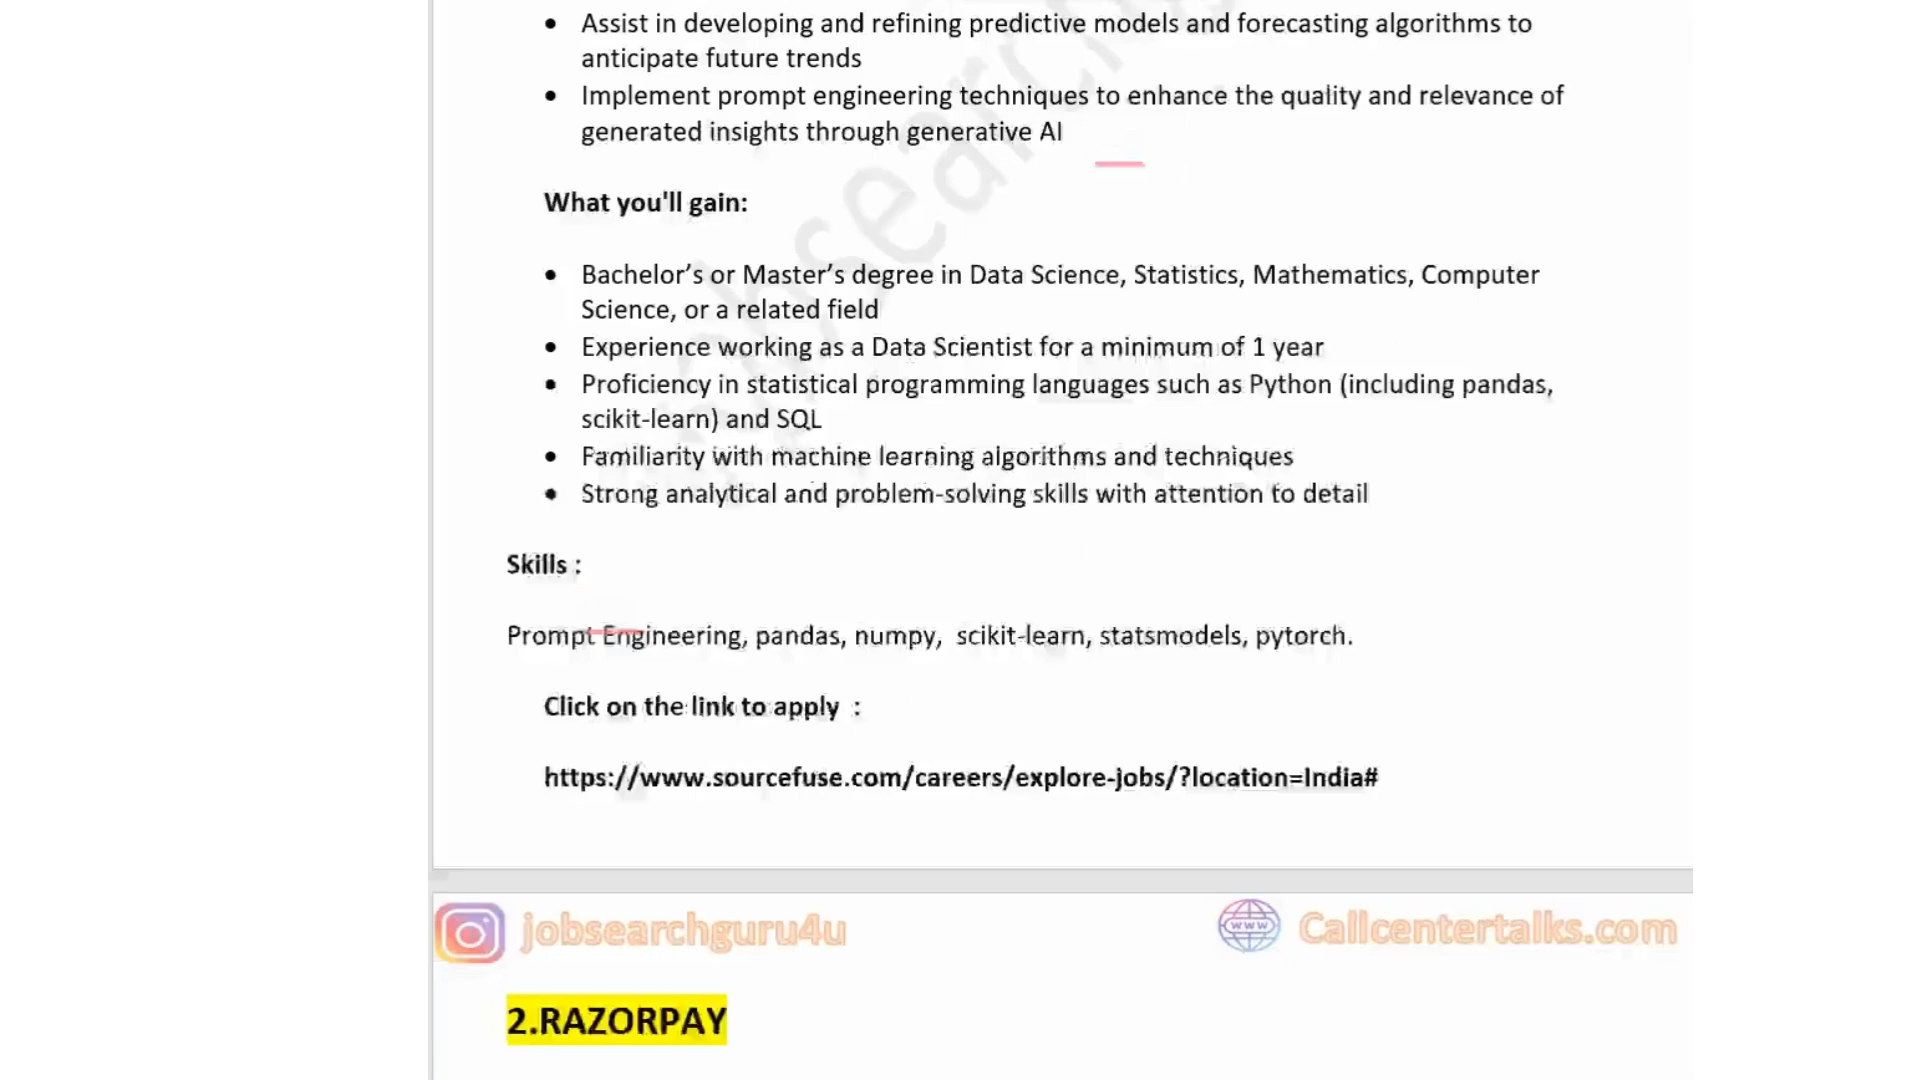 • Assist in developing and refining predictive models and forecasting algorithms to
anticipate future trends
• Implement prompt engineering techniques to enhance the quality and relevance of
generated insights through generative AI
What you'll gain:
• Bachelor’s or Master’s degree in Data Science, Statistics, Mathematics, Computer
Science, or a related field
• Experience working as a Data Scientist for a minimum of 1 year
• Proficiency in statistical programming languages such as Python (including pandas,
scikit-learn) and SQL
• Familiarity with machine learning algorithms and techniques
• Strong analytical and problem-solving skills with attention to detail
Skills :
Prompt Engineering, pandas, numpy,  scikit-learn, statsmodels, pytorch.
Click on the link to apply  :
https://www.sourcefuse.com/careers/explore-jobs/?location=India#
jobsearchguru4u
www Callcentertalks.com
2.RAZORPAY